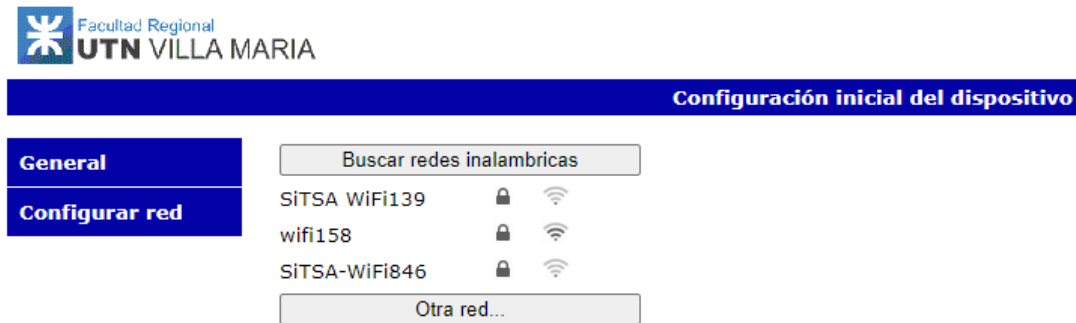 Facultad Regional
UTN VILLA MARIA
Configuración inicial del dispositivo
General
Configurar red
Buscar redes inalambricas
SiTSA WiFi139
wifi158
SiTSA-WiFi846
Otra red...